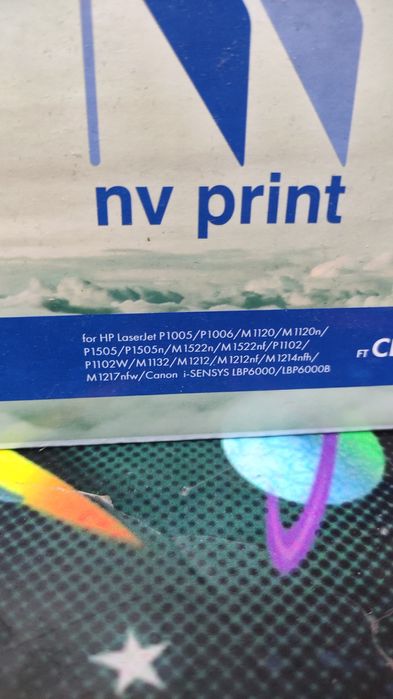 nv print
for HP LaserJet P1005/P1006/M1120/M1120n/
P1505/P1505n/M1522n/M1522nf/P1102/
P1102W/M1132/M1212/M1212nf/M1214nfh/
M1217nfw/Canon i-SENSYS LBP6000/LBP6000B
FT